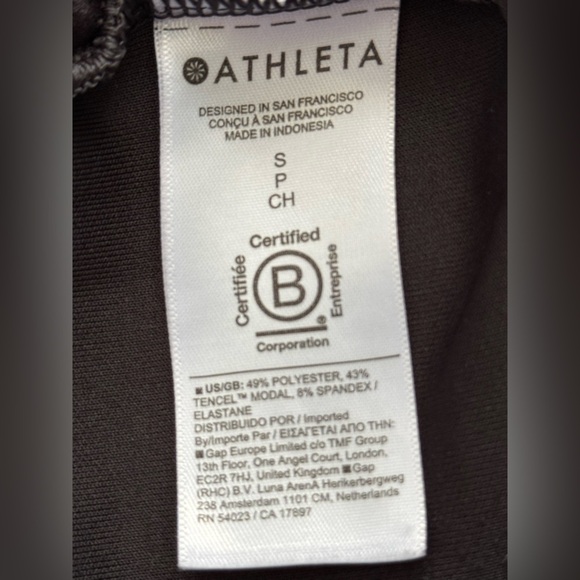 ATHLETA
DESIGNED IN SAN FRANCISCO
CONÇU À SAN FRANCISCO
MADE IN INDONESIA
S
P
CH
Certified
Certifiée
B
Entreprise
®
Corporation
US/GB: 49% POLYESTER, 43%
TENCEL™ MODAL, 8% SPANDEX /
ELASTANE
DISTRIBUIDO POR / Imported
By/Importe Par / ΕΙΣΑΓΕΤΑΙ ΑΠΟ ΤΗΝ:
Gap Europe Limited c/o TMF Group
13th Floor, One Angel Court, London,
EC2R 7HJ, United Kingdom Gap
(RHC) B.V. Luna ArenA Herikerbergweg
238 Amsterdam 1101 CM, Netherlands
RN 54023 / CA 17897